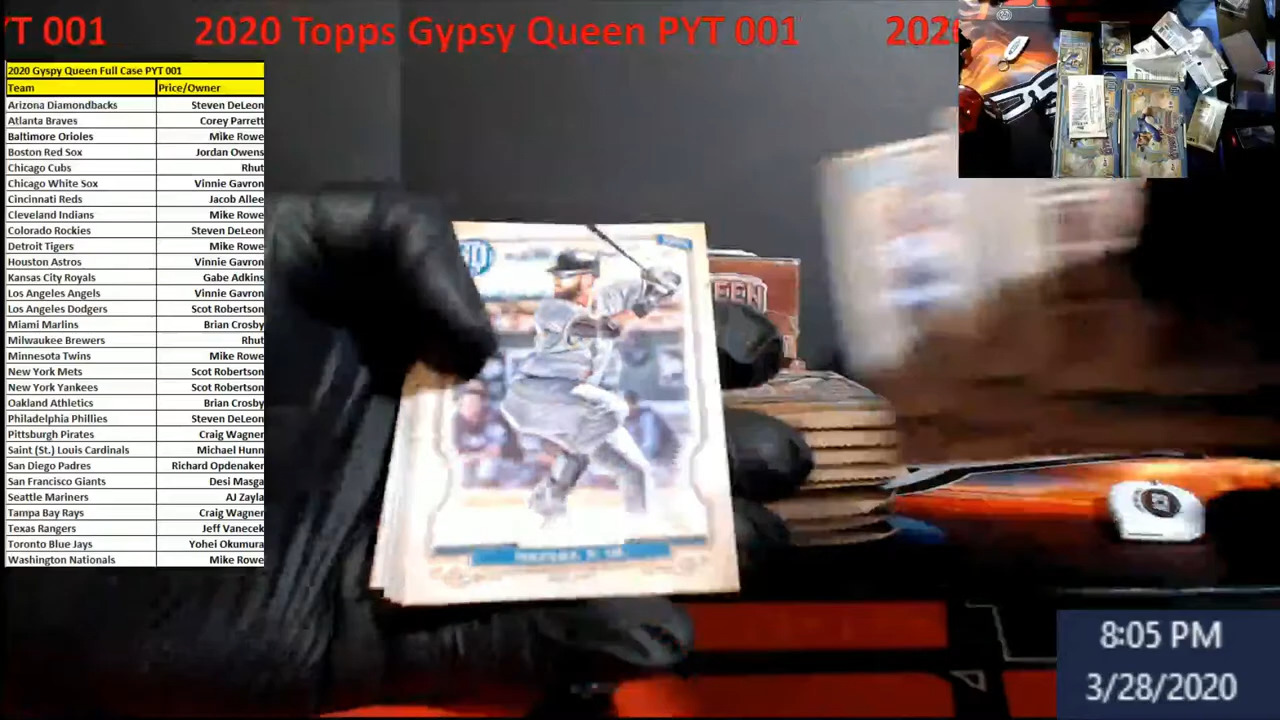 T 001 2020 Topps Gypsy Queen PYT 001 202
2020 Gyspy Queen Full Case PYT 001
Team Price/Owner
Arizona Diamondbacks Steven DeLeon
Atlanta Braves Corey Parrett
Baltimore Orioles Mike Rowe
Boston Red Sox Jordan Owens
Chicago Cubs Rhut
Chicago White Sox Vinnie Gavron
Cincinnati Reds Jacob Allee
Cleveland Indians Mike Rowe
Colorado Rockies Steven DeLeon
Detroit Tigers Mike Rowe
Houston Astros Vinnie Gavron
Kansas City Royals Gabe Adkins
Los Angeles Angels Vinnie Gavron
Los Angeles Dodgers Scot Robertson
Miami Marlins Brian Crosby
Milwaukee Brewers Rhut
Minnesota Twins Mike Rowe
New York Mets Scot Robertson
New York Yankees Scot Robertson
Oakland Athletics Brian Crosby
Philadelphia Phillies Steven DeLeon
Pittsburgh Pirates Craig Wagner
Saint (St.) Louis Cardinals Michael Hunn
San Diego Padres Richard Opdenaker
San Francisco Giants Desi Masga
Seattle Mariners AJ Zayla
Tampa Bay Rays Craig Wagner
Texas Rangers Jeff Vanecek
Toronto Blue Jays Yohei Okumura
Washington Nationals Mike Rowe
8:05 PM
3/28/2020